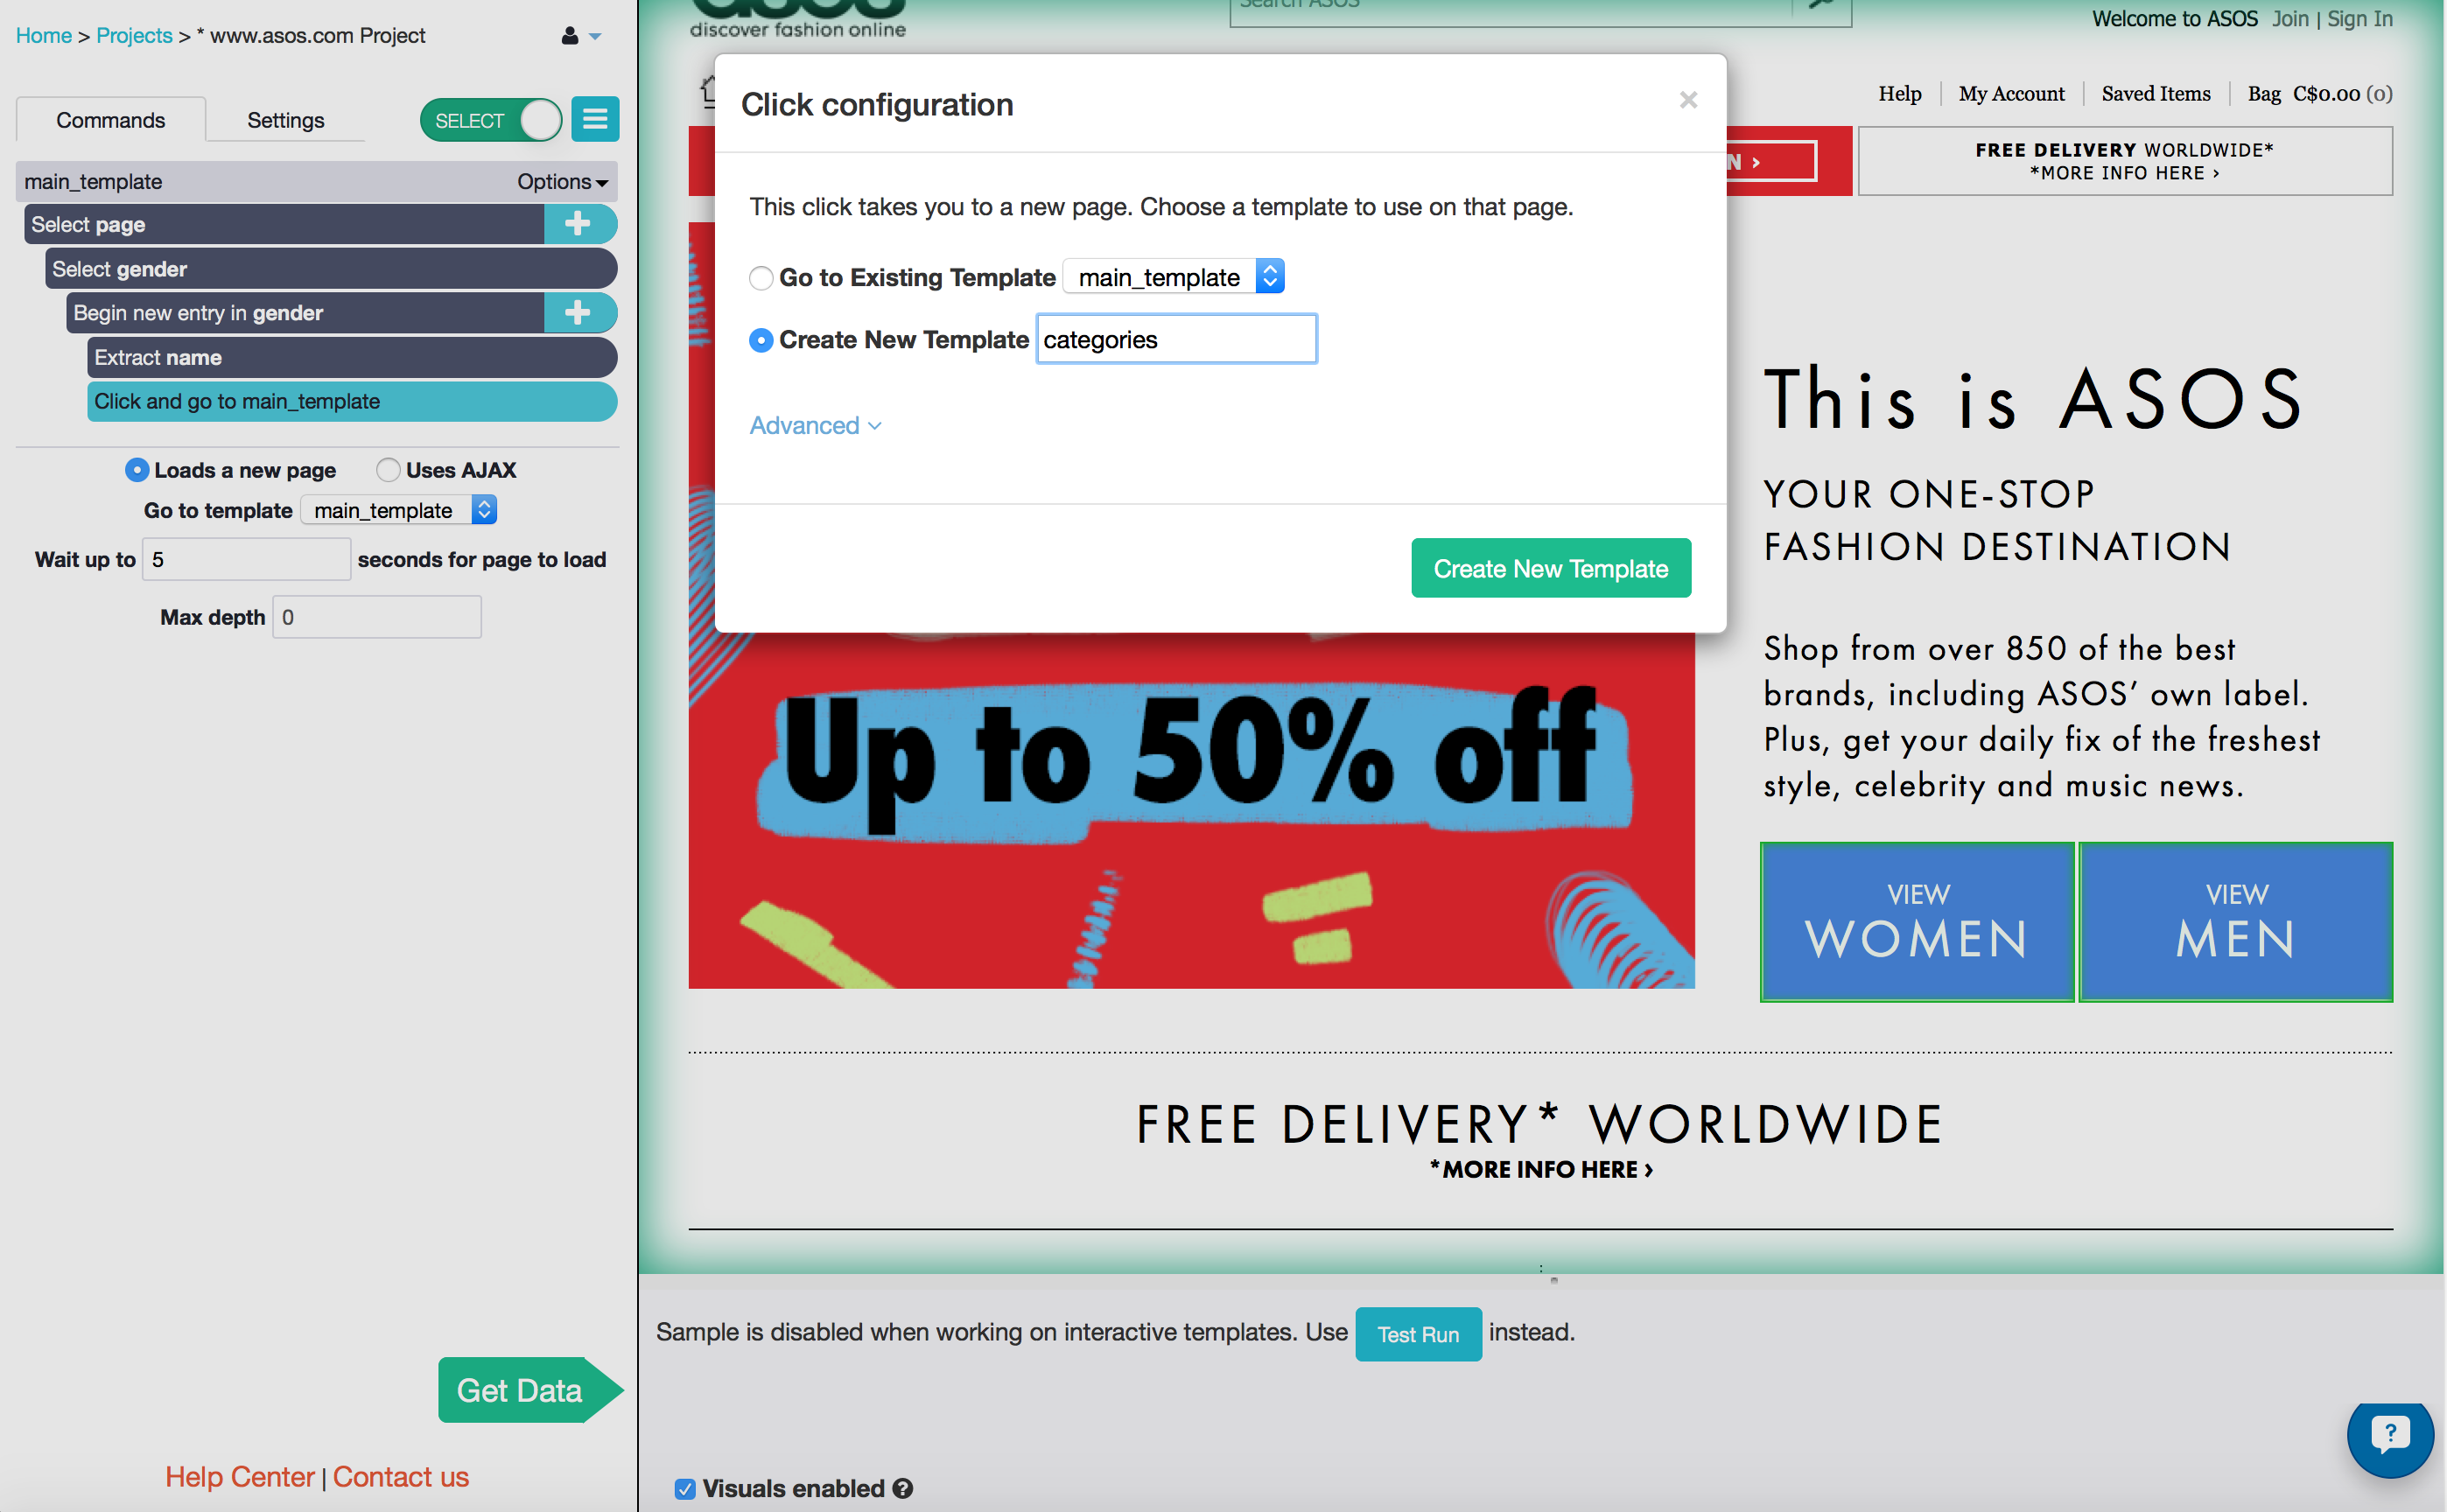 Home > Projects > * www.asos.com Project
Commands
Settings
SELECT
main_template
Options
Select page
Select gender
Begin new entry in gender
Extract name
Click and go to main_template
Loads a new page
Uses AJAX
Go to template main_template
Wait up to 5 seconds for page to load
Max depth 0
Get Data
Help Center | Contact us
asos
discover fashion online
Search ASOS
Welcome to ASOS Join | Sign In
Help
My Account
Saved Items
Bag C$0.00 (0)
N ›
FREE DELIVERY WORLDWIDE*
*MORE INFO HERE ›
Click configuration
×
This click takes you to a new page. Choose a template to use on that page.
Go to Existing Template main_template
Create New Template categories
Advanced
Create New Template
Up to 50% off
This is ASOS
YOUR ONE-STOP
FASHION DESTINATION
Shop from over 850 of the best
brands, including ASOS’ own label.
Plus, get your daily fix of the freshest
style, celebrity and music news.
VIEW
WOMEN
VIEW
MEN
FREE DELIVERY* WORLDWIDE
*MORE INFO HERE ›
Sample is disabled when working on interactive templates. Use Test Run instead.
Visuals enabled ?
?